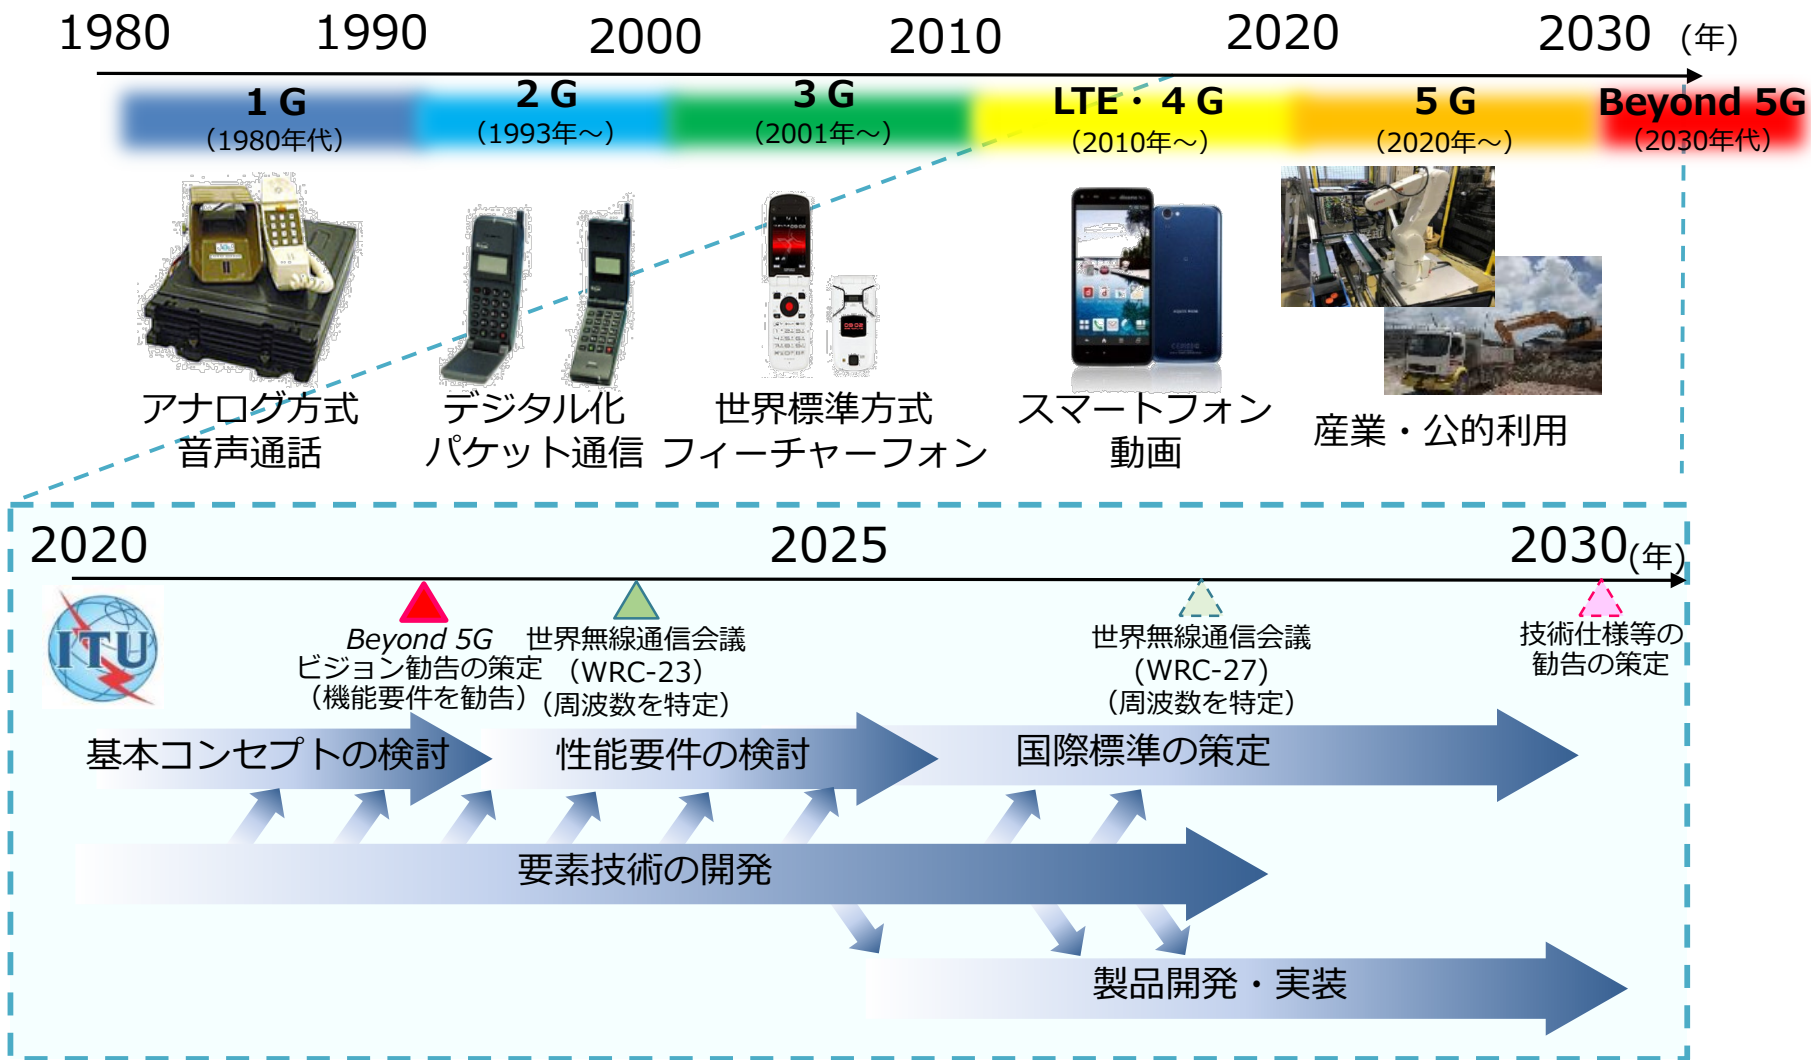 1980 1990 2000 2010 2020 2030 (年)
1G 2G 3G LTE・4G 5G Beyond 5G
(1980年代) (1993年～) (2001年～) (2010年～) (2020年～) (2030年代)
アナログ方式
音声通話
デジタル化
パケット通信
世界標準方式
フィーチャーフォン
スマートフォン
動画
産業・公的利用
2020 2025 2030(年)
ITU
Beyond 5G
ビジョン勧告の策定
（機能要件を勧告）
世界無線通信会議
(WRC-23)
（周波数を特定）
世界無線通信会議
(WRC-27)
（周波数を特定）
技術仕様等の
勧告の策定
基本コンセプトの検討 性能要件の検討 国際標準の策定
要素技術の開発
製品開発・実装